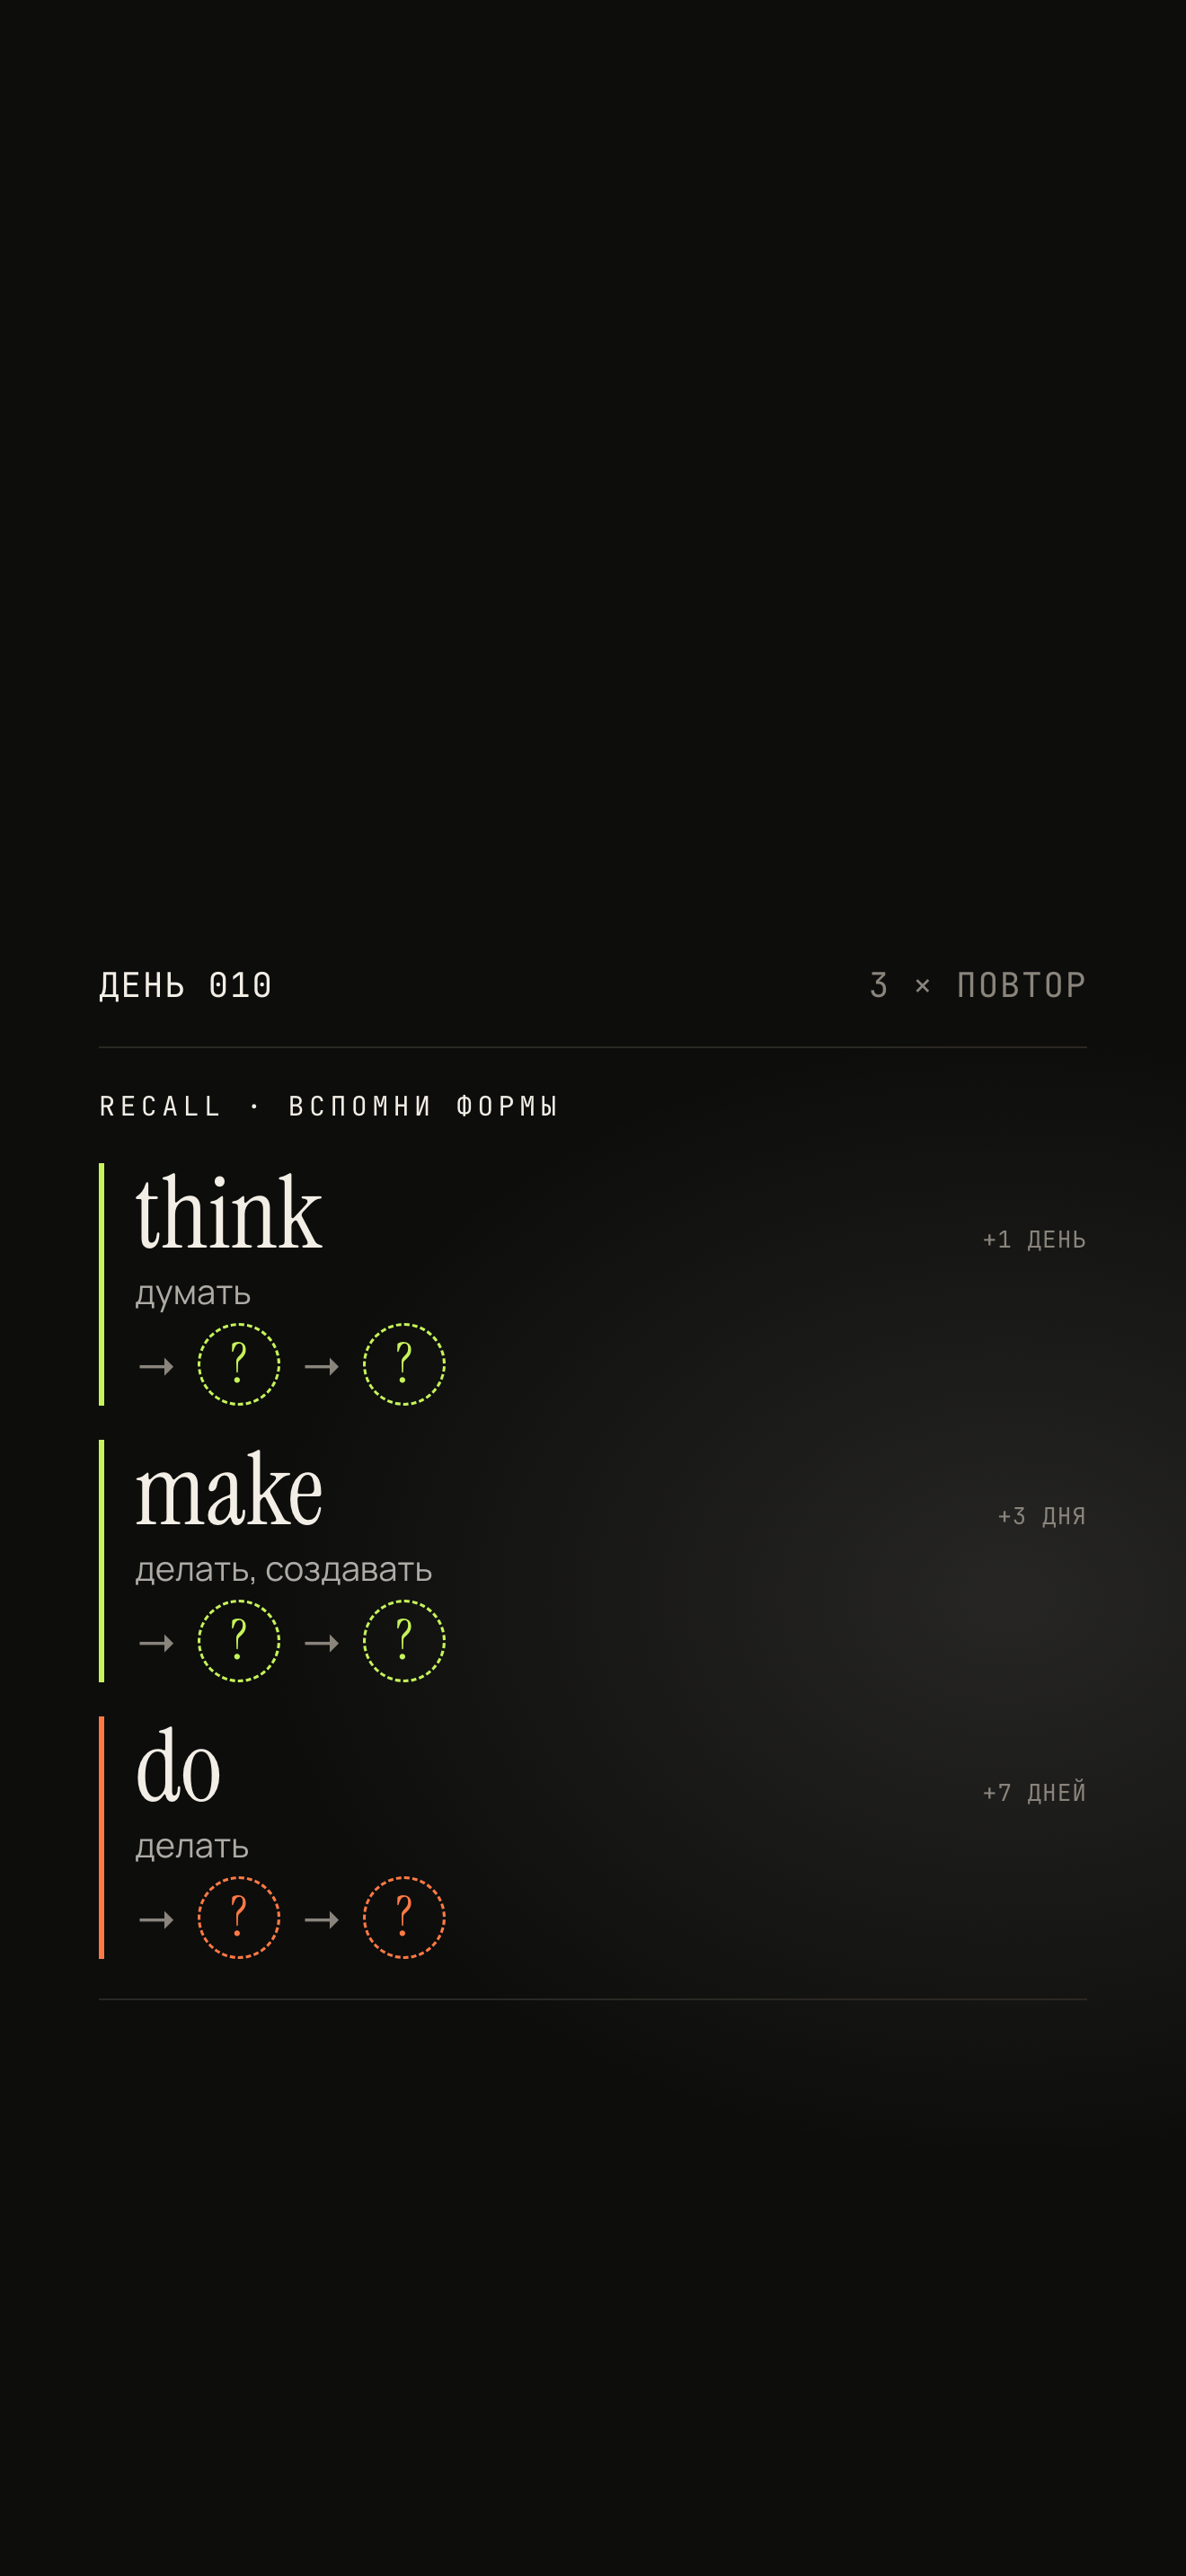 ДЕНЬ 010
3 × ПОВТОР
RECALL · ВСПОМНИ ФОРМЫ
think
+1 ДЕНЬ
думать
→ ? → ?
make
+3 ДНЯ
делать, создавать
→ ? → ?
do
+7 ДНЕЙ
делать
→ ? → ?